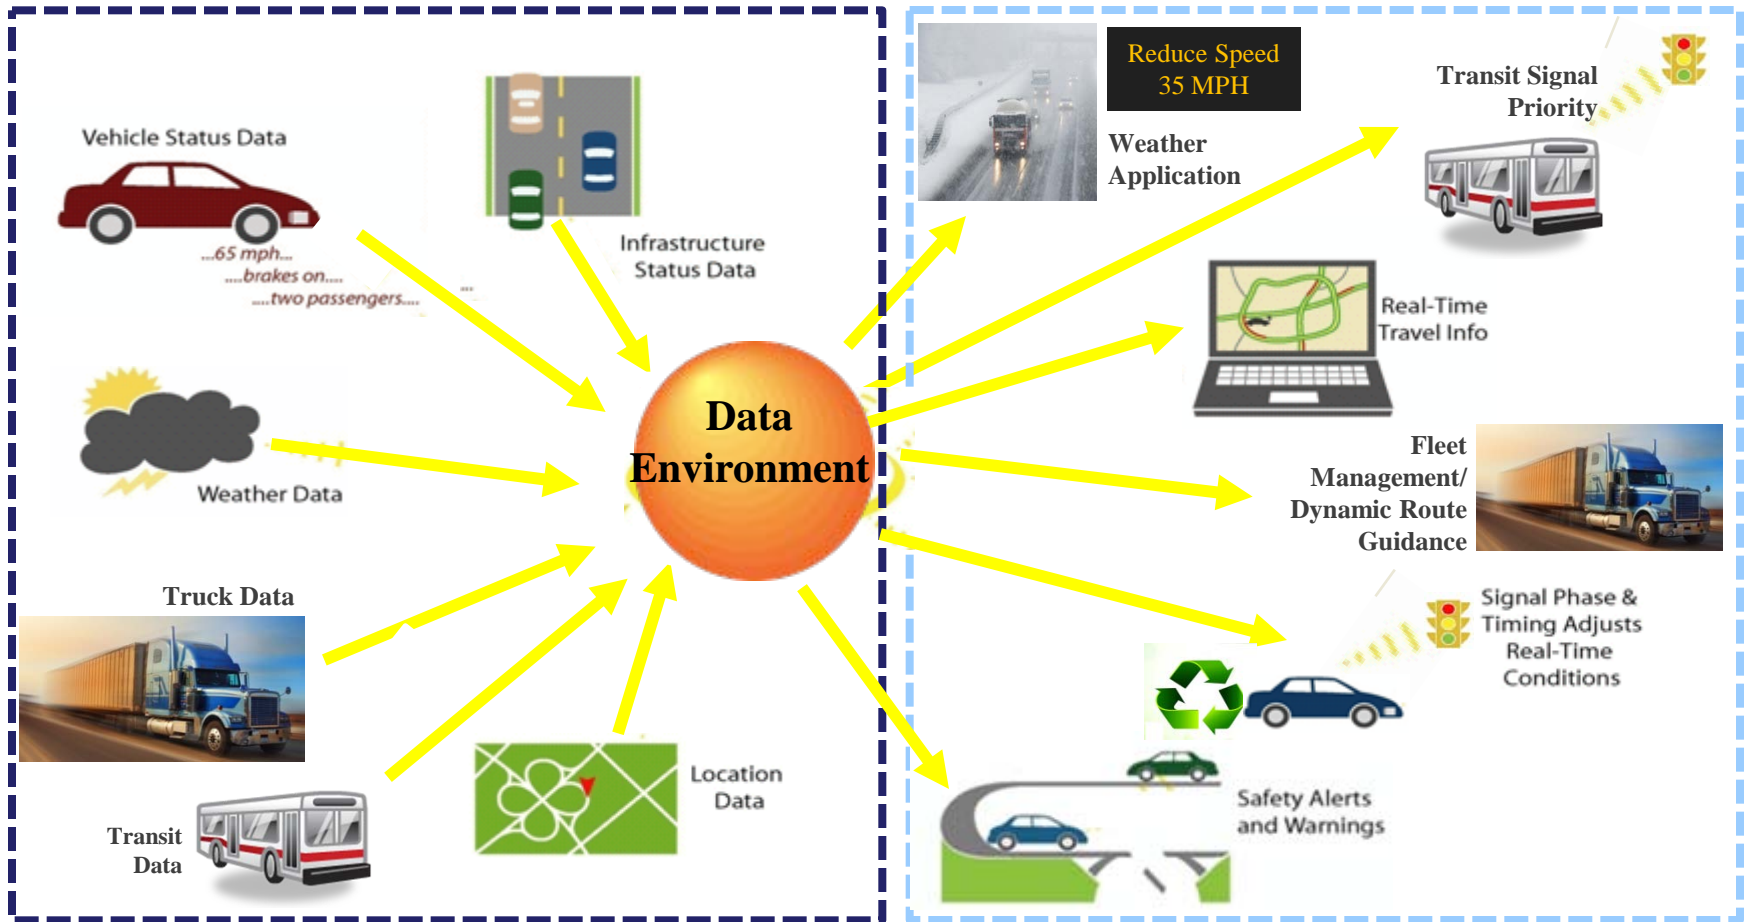 Vehicle Status Data
...65 mph...
....brakes on....
....two passengers....
...
Infrastructure
Status Data
Weather Data
Truck Data
Transit
Data
Location
Data
Data
Environment
Reduce Speed
35 MPH
Weather
Application
Transit Signal
Priority
Real-Time
Travel Info
Fleet
Management/
Dynamic Route
Guidance
Signal Phase &
Timing Adjusts
Real-Time
Conditions
Safety Alerts
and Warnings